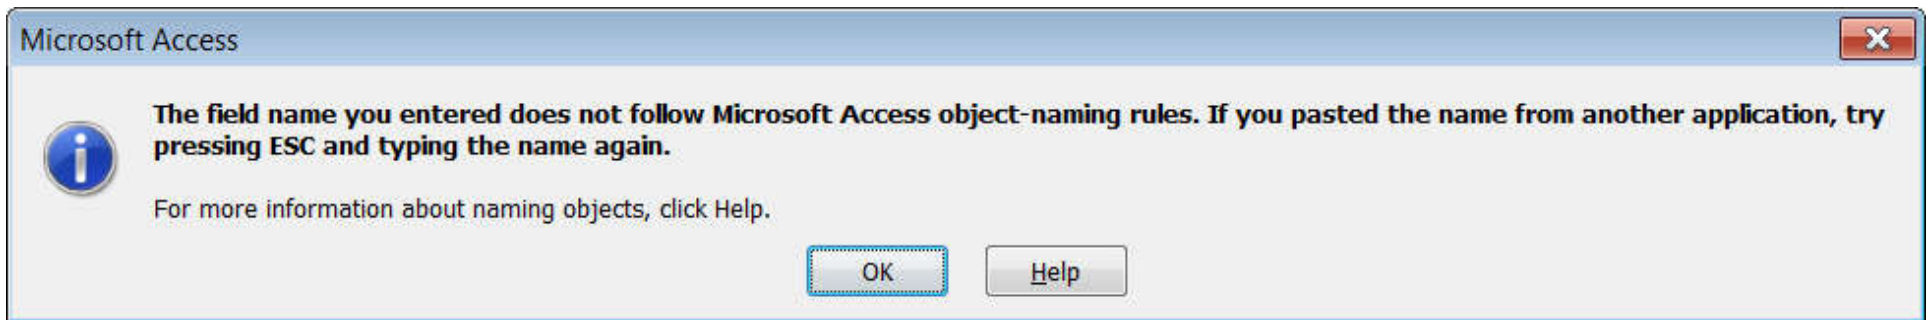 Microsoft Access
The field name you entered does not follow Microsoft Access object-naming rules. If you pasted the name from another application, try
pressing ESC and typing the name again.
For more information about naming objects, click Help.
OK
Help